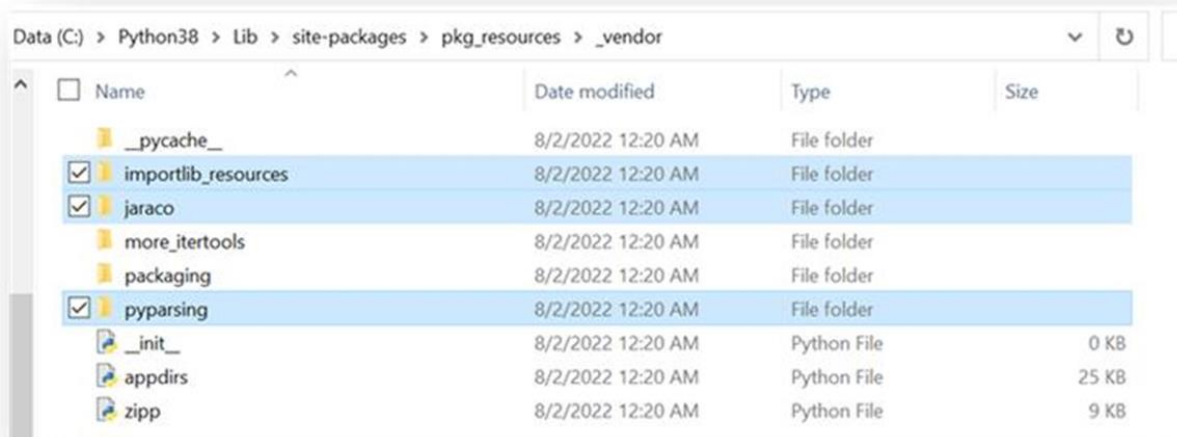 Data (C:) > Python38 > Lib > site-packages > pkg_resources > _vendor
Name Date modified Type Size
__pycache__ 8/2/2022 12:20 AM File folder
importlib_resources 8/2/2022 12:20 AM File folder
jaraco 8/2/2022 12:20 AM File folder
more_itertools 8/2/2022 12:20 AM File folder
packaging 8/2/2022 12:20 AM File folder
pyparsing 8/2/2022 12:20 AM File folder
__init__ 8/2/2022 12:20 AM Python File 0 KB
appdirs 8/2/2022 12:20 AM Python File 25 KB
zipp 8/2/2022 12:20 AM Python File 9 KB